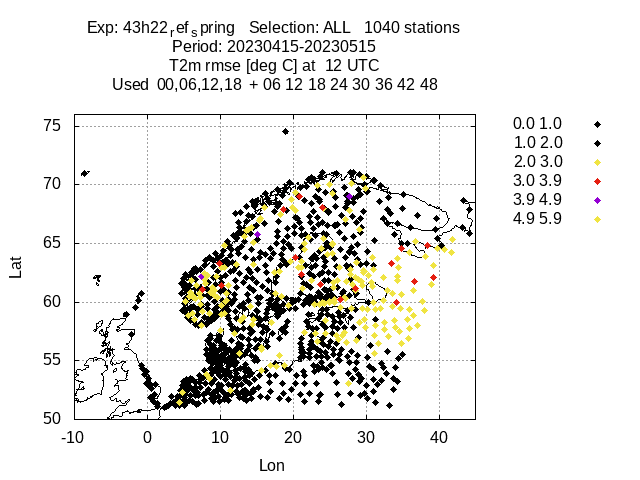 Exp: 43h22ref spring Selection: ALL 1040 stations
Period: 20230415-20230515
T2m rmse [deg C] at 12 UTC
Used 00,06,12,18 + 06 12 18 24 30 36 42 48
0.0 1.0
1.0 2.0
2.0 3.0
3.0 3.9
3.9 4.9
4.9 5.9
75
70
65
60
55
50
Lat
-10 0 10 20 30 40
Lon